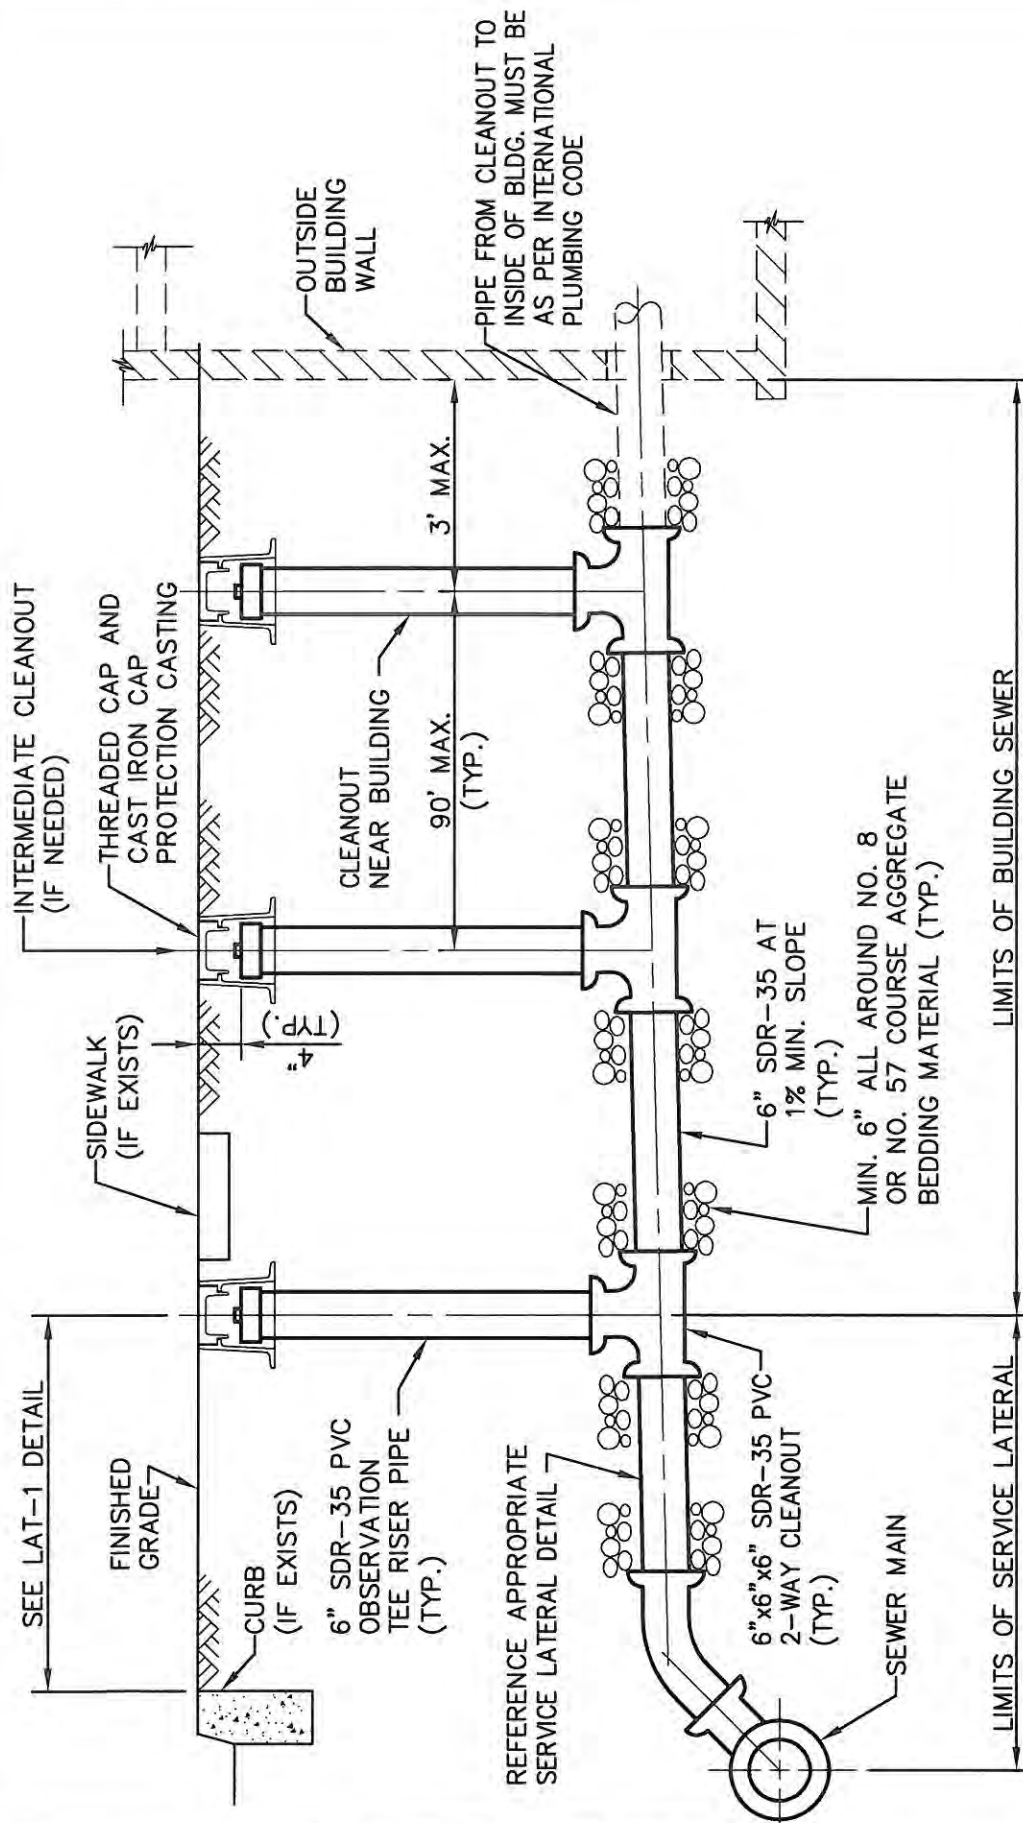 SEE LAT-1 DETAIL
FINISHED
GRADE
CURB
(IF EXISTS)
6" SDR-35 PVC
OBSERVATION
TEE RISER PIPE
(TYP.)
REFERENCE APPROPRIATE
SERVICE LATERAL DETAIL
6"x6"x6" SDR-35 PVC
2-WAY CLEANOUT
(TYP.)
SEWER MAIN
LIMITS OF SERVICE LATERAL
SIDEWALK
(IF EXISTS)
4"
(TYP.)
INTERMEDIATE CLEANOUT
(IF NEEDED)
THREADED CAP AND
CAST IRON CAP
PROTECTION CASTING
CLEANOUT
NEAR BUILDING
90' MAX.
(TYP.)
3' MAX.
6" SDR-35 AT
1% MIN. SLOPE
(TYP.)
MIN. 6" ALL AROUND NO. 8
OR NO. 57 COURSE AGGREGATE
BEDDING MATERIAL (TYP.)
OUTSIDE
BUILDING
WALL
PIPE FROM CLEANOUT TO
INSIDE OF BLDG. MUST BE
AS PER INTERNATIONAL
PLUMBING CODE
LIMITS OF BUILDING SEWER